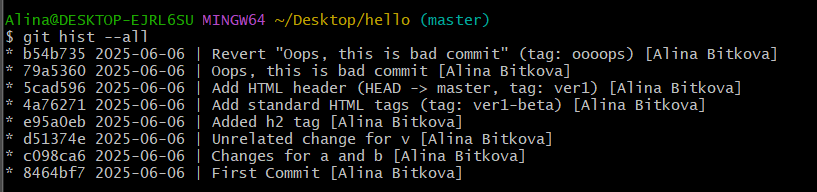 Alina@DESKTOP-EJRL6SU MINGW64 ~/Desktop/hello (master)
$ git hist --all
* b54b735 2025-06-06 | Revert "Oops, this is bad commit" (tag: oooops) [Alina Bitkova]
* 79a5360 2025-06-06 | Oops, this is bad commit [Alina Bitkova]
* 5cad596 2025-06-06 | Add HTML header (HEAD -> master, tag: ver1) [Alina Bitkova]
* 4a76271 2025-06-06 | Add standard HTML tags (tag: ver1-beta) [Alina Bitkova]
* e95a0eb 2025-06-06 | Added h2 tag [Alina Bitkova]
* d51374e 2025-06-06 | Unrelated change for v [Alina Bitkova]
* c098ca6 2025-06-06 | Changes for a and b [Alina Bitkova]
* 8464bf7 2025-06-06 | First Commit [Alina Bitkova]